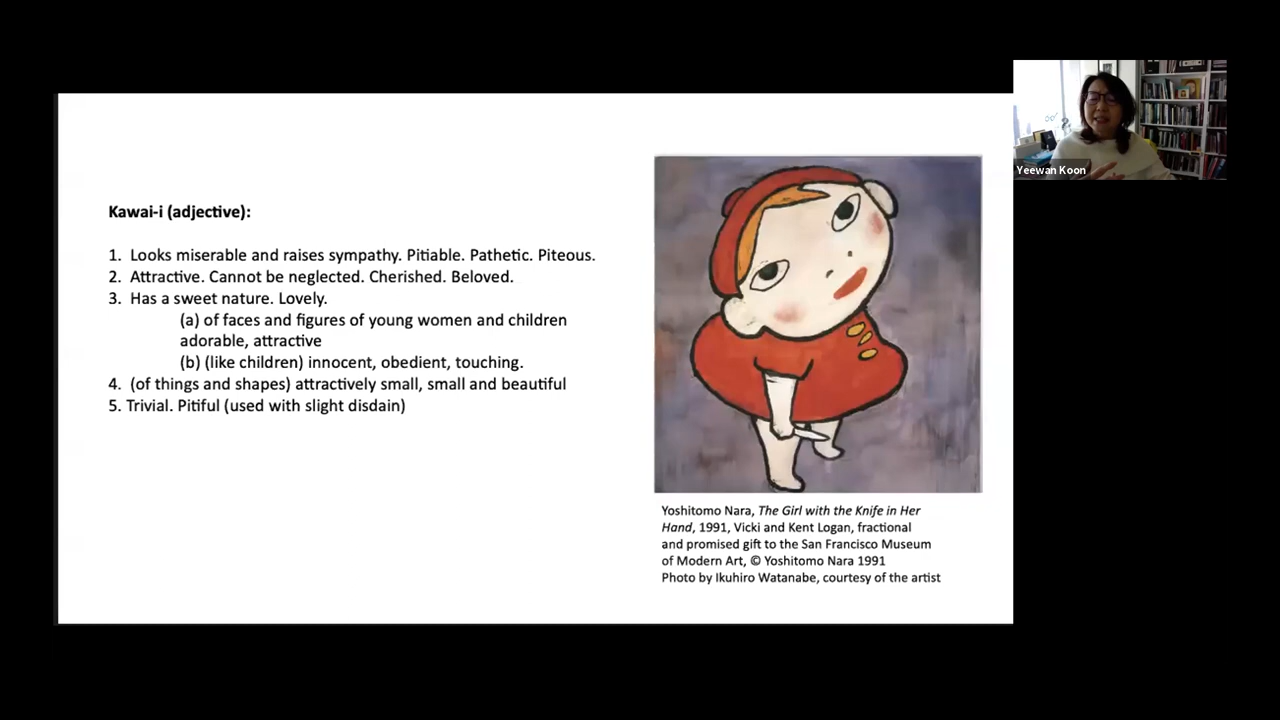 Kawai-i (adjective):
1. Looks miserable and raises sympathy. Pitiable. Pathetic. Piteous.
2. Attractive. Cannot be neglected. Cherished. Beloved.
3. Has a sweet nature. Lovely.
(a) of faces and figures of young women and children
adorable, attractive
(b) (like children) innocent, obedient, touching.
4. (of things and shapes) attractively small, small and beautiful
5. Trivial. Pitiful (used with slight disdain)
Yoshitomo Nara, The Girl with the Knife in Her
Hand, 1991, Vicki and Kent Logan, fractional
and promised gift to the San Francisco Museum
of Modern Art, © Yoshitomo Nara 1991
Photo by Ikuhiro Watanabe, courtesy of the artist
Yeewan Koon